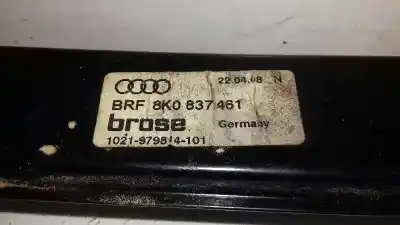 22.04.08 N
BRF 8K0 837 461
brose
Germany
1021-979814-101